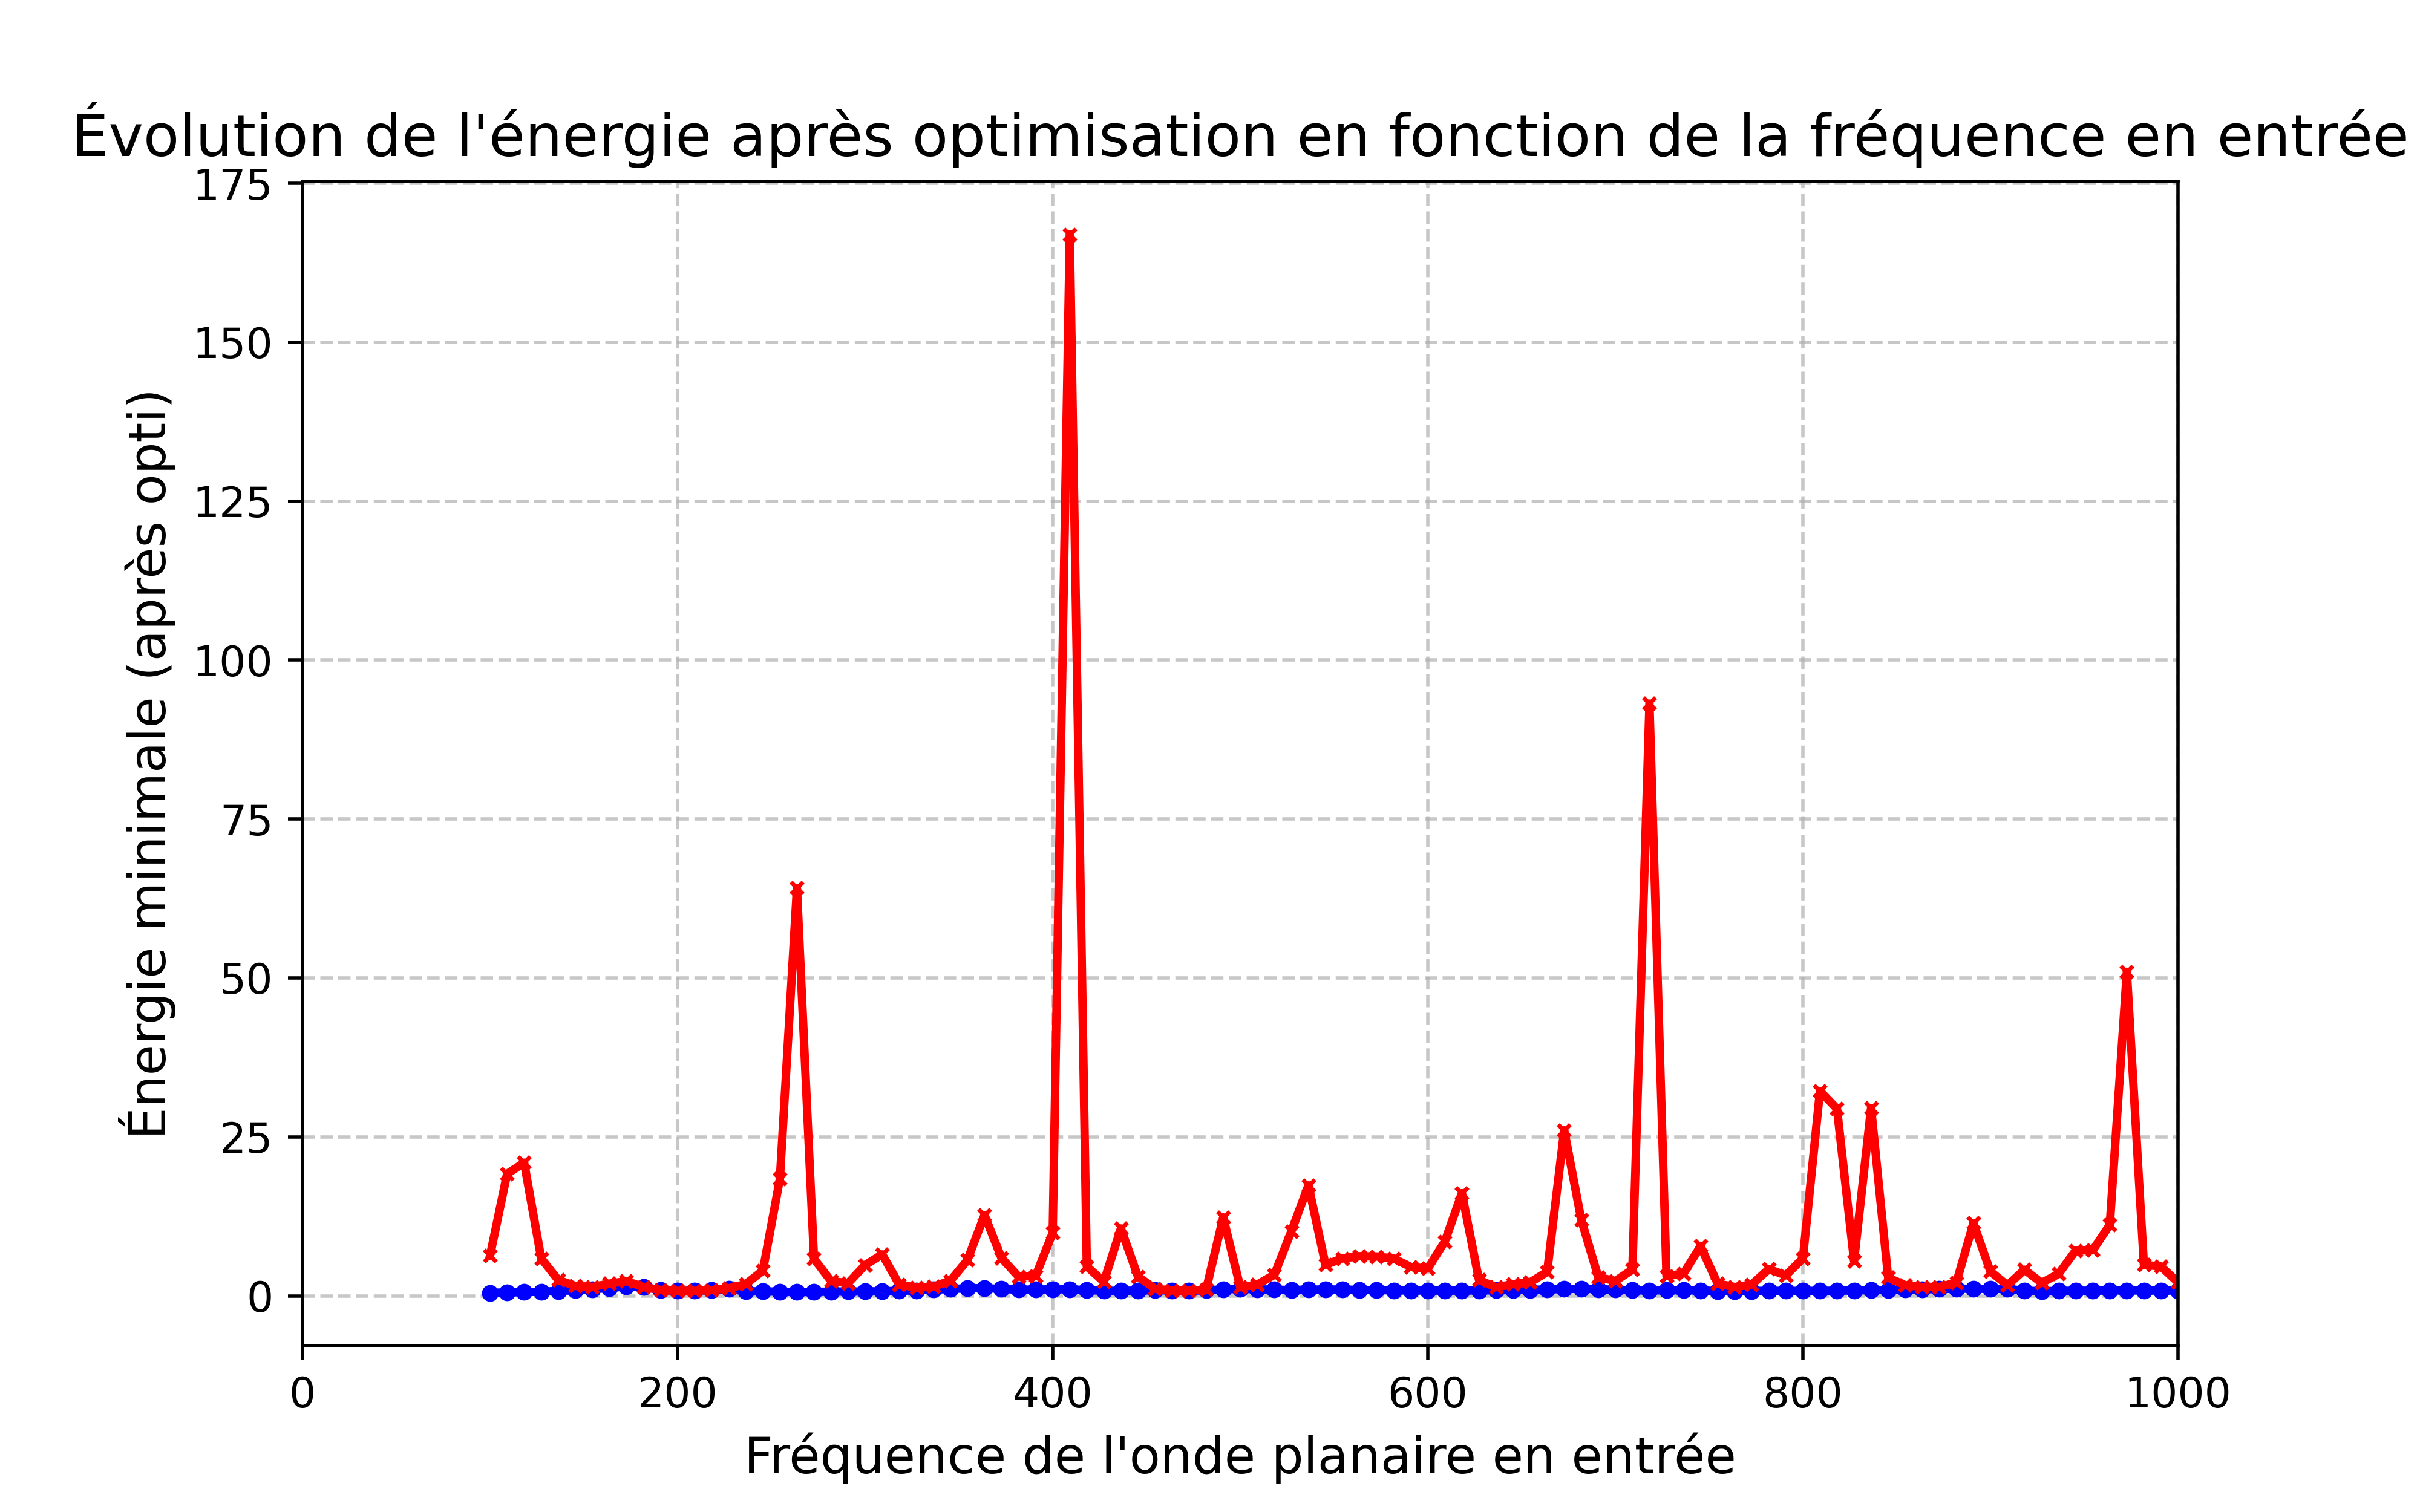 Évolution de l'énergie après optimisation en fonction de la fréquence en entrée
175
150
125
100
75
50
25
0
Énergie minimale (après opti)
0 200 400 600 800 1000
Fréquence de l'onde planaire en entrée